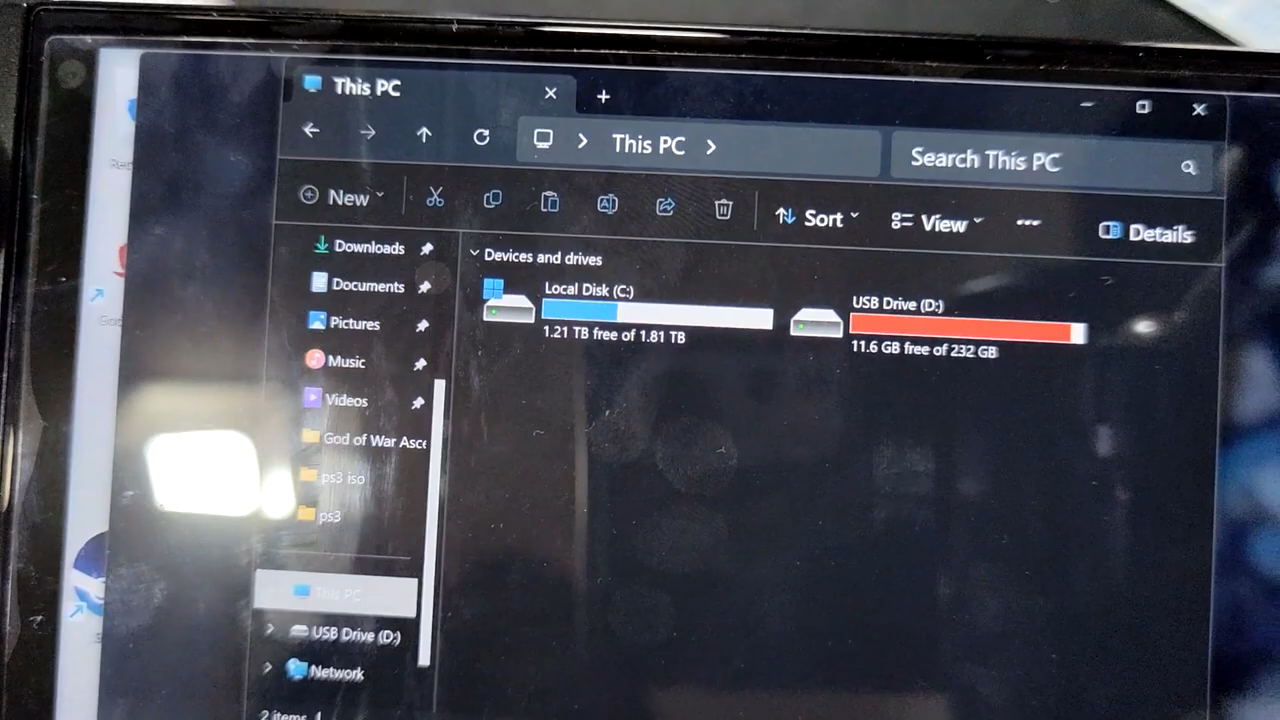 This PC
This PC
Search This PC
New
Sort
View
Details
Downloads
Documents
Pictures
Music
Videos
God of War Asce
ps3 iso
ps3
This PC
USB Drive (D:)
Network
2 items
Devices and drives
Local Disk (C:)
1.21 TB free of 1.81 TB
USB Drive (D:)
11.6 GB free of 232 GB